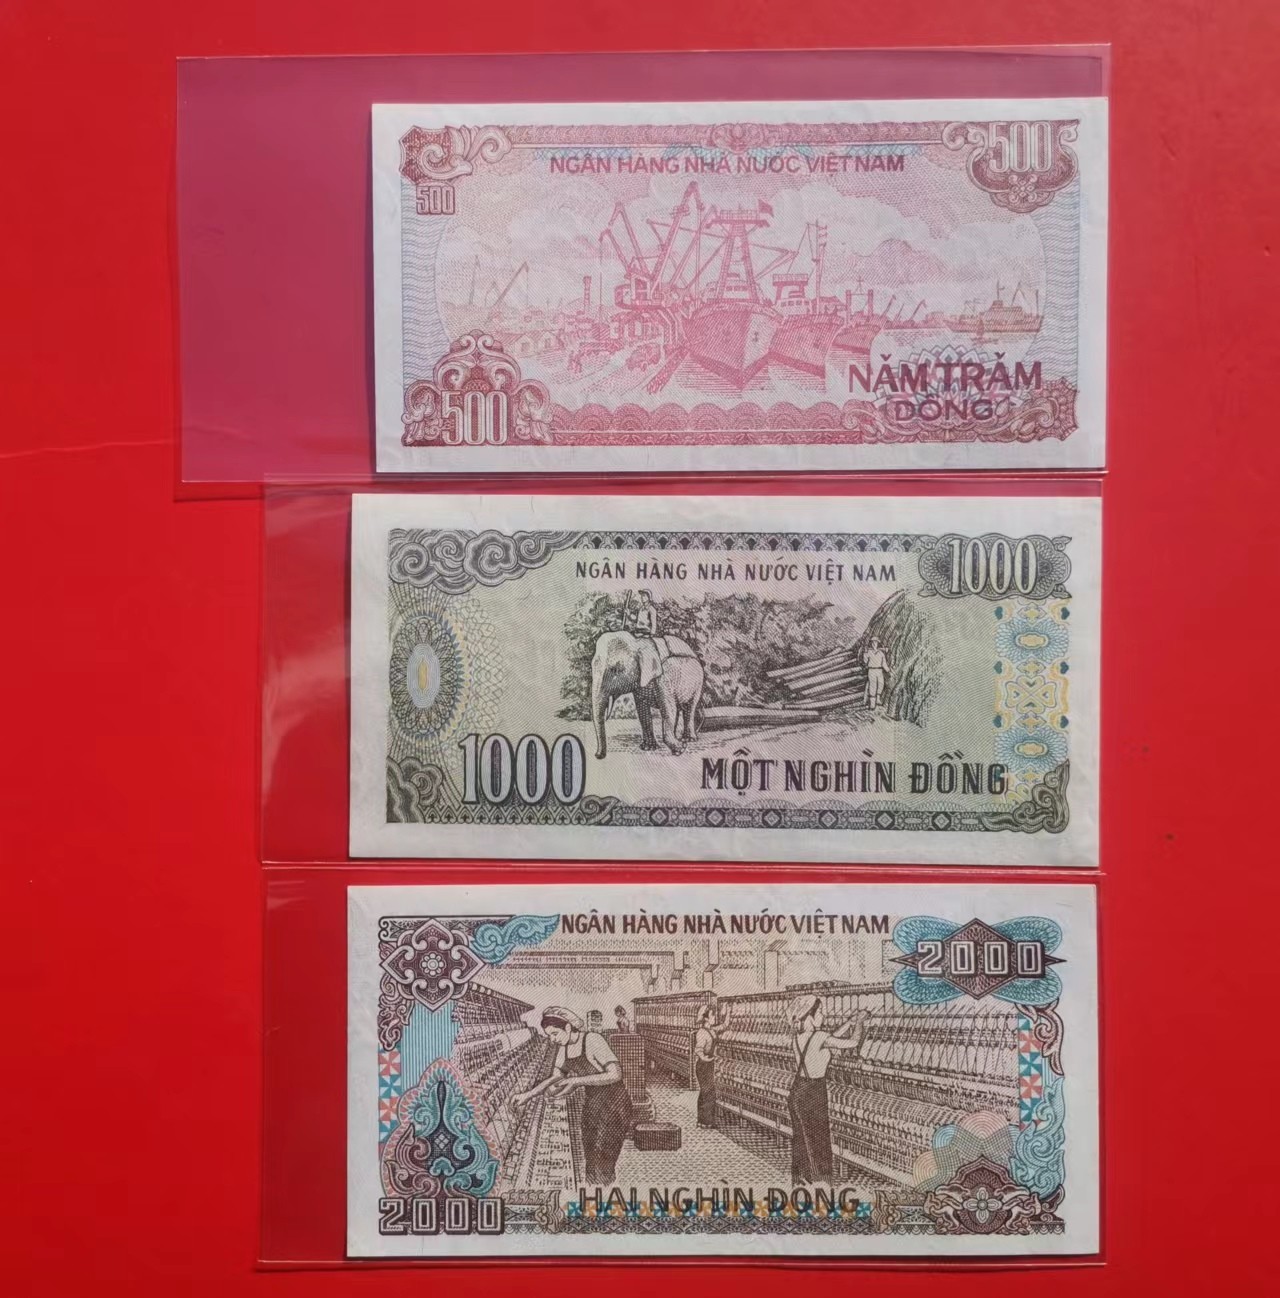 NGÂN HÀNG NHÀ NƯỚC VIỆT NAM
500
500
NĂM TRĂM
ĐỒNG
500
NGÂN HÀNG NHÀ NƯỚC VIỆT NAM
1000
1000
MỘT NGHÌN ĐỒNG
NGÂN HÀNG NHÀ NƯỚC VIỆT NAM
2000
HAI NGHÌN ĐỒNG
2000